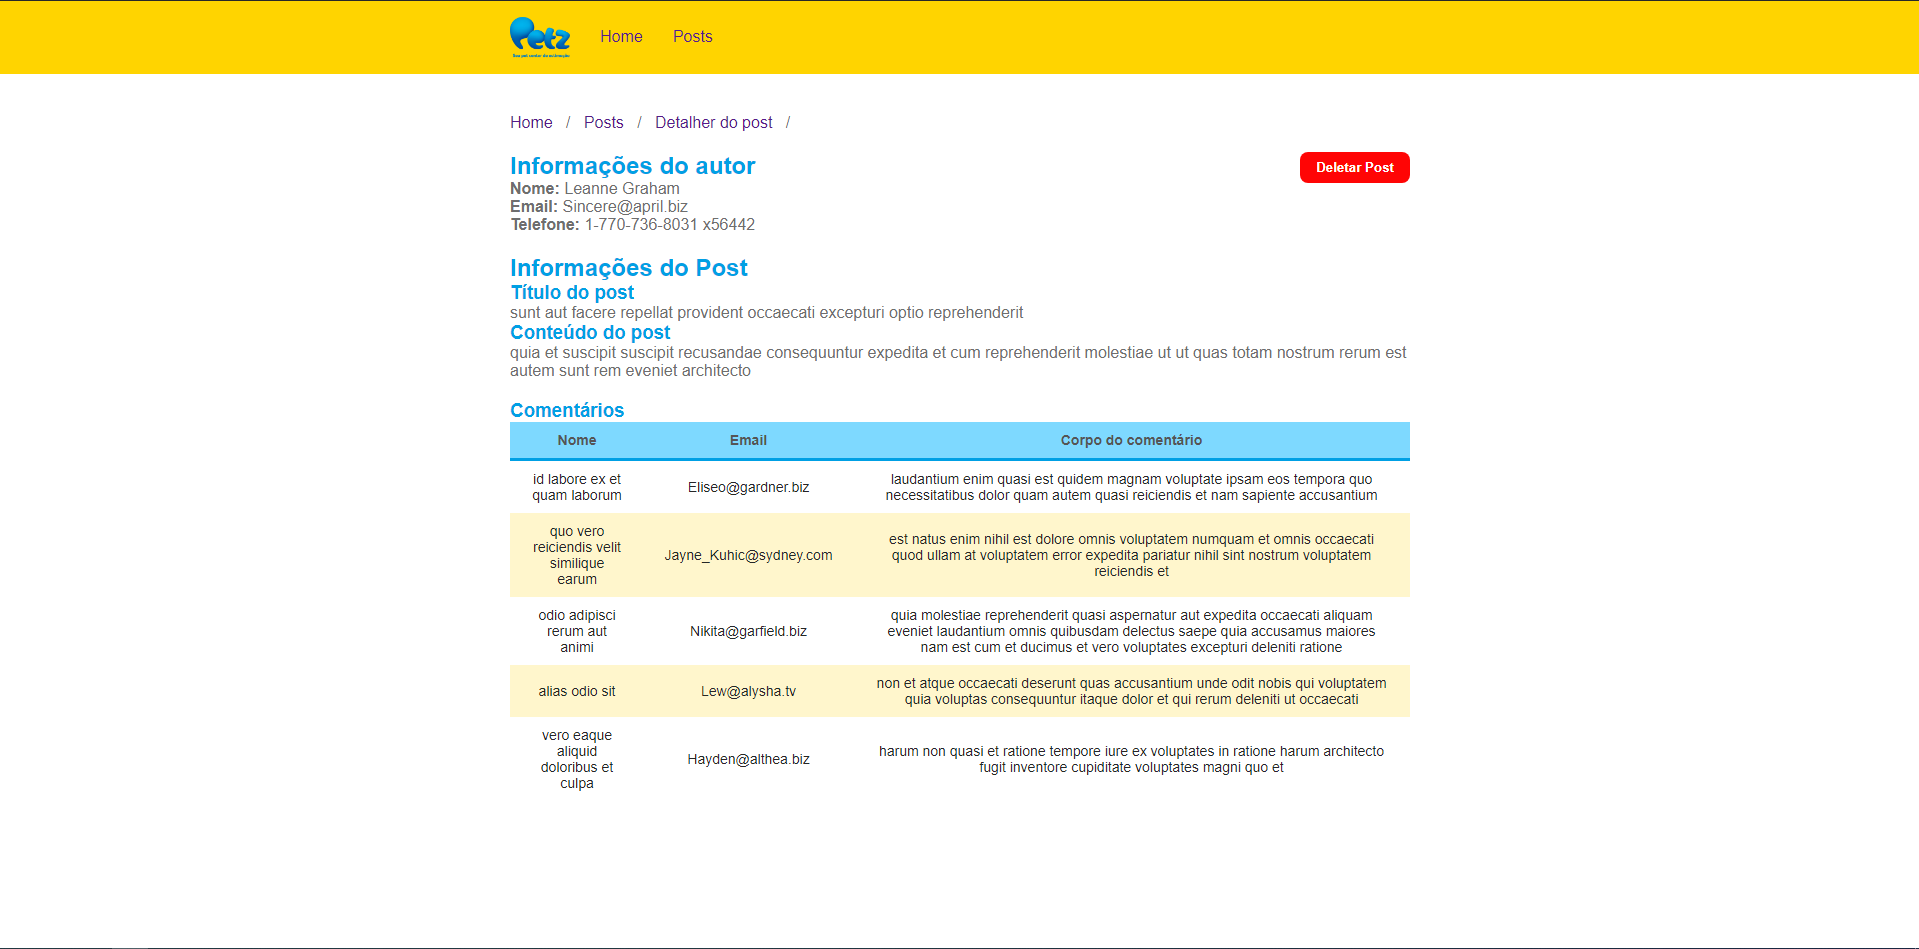 Petz
Seu pet center de estimação
Home Posts
Home / Posts / Detalher do post /
Informações do autor
Deletar Post
Nome: Leanne Graham
Email: Sincere@april.biz
Telefone: 1-770-736-8031 x56442
Informações do Post
Título do post
sunt aut facere repellat provident occaecati excepturi optio reprehenderit
Conteúdo do post
quia et suscipit suscipit recusandae consequuntur expedita et cum reprehenderit molestiae ut ut quas totam nostrum rerum est
autem sunt rem eveniet architecto
Comentários
Nome Email Corpo do comentário
id labore ex et
quam laborum
Eliseo@gardner.biz
laudantium enim quasi est quidem magnam voluptate ipsam eos tempora quo
necessitatibus dolor quam autem quasi reiciendis et nam sapiente accusantium
quo vero
reiciendis velit
similique
earum
Jayne_Kuhic@sydney.com
est natus enim nihil est dolore omnis voluptatem numquam et omnis occaecati
quod ullam at voluptatem error expedita pariatur nihil sint nostrum voluptatem
reiciendis et
odio adipisci
rerum aut
animi
Nikita@garfield.biz
quia molestiae reprehenderit quasi aspernatur aut expedita occaecati aliquam
eveniet laudantium omnis quibusdam delectus saepe quia accusamus maiores
nam est cum et ducimus et vero voluptates excepturi deleniti ratione
alias odio sit
Lew@alysha.tv
non et atque occaecati deserunt quas accusantium unde odit nobis qui voluptatem
quia voluptas consequuntur itaque dolor et qui rerum deleniti ut occaecati
vero eaque
aliquid
doloribus et
culpa
Hayden@althea.biz
harum non quasi et ratione tempore iure ex voluptates in ratione harum architecto
fugit inventore cupiditate voluptates magni quo et